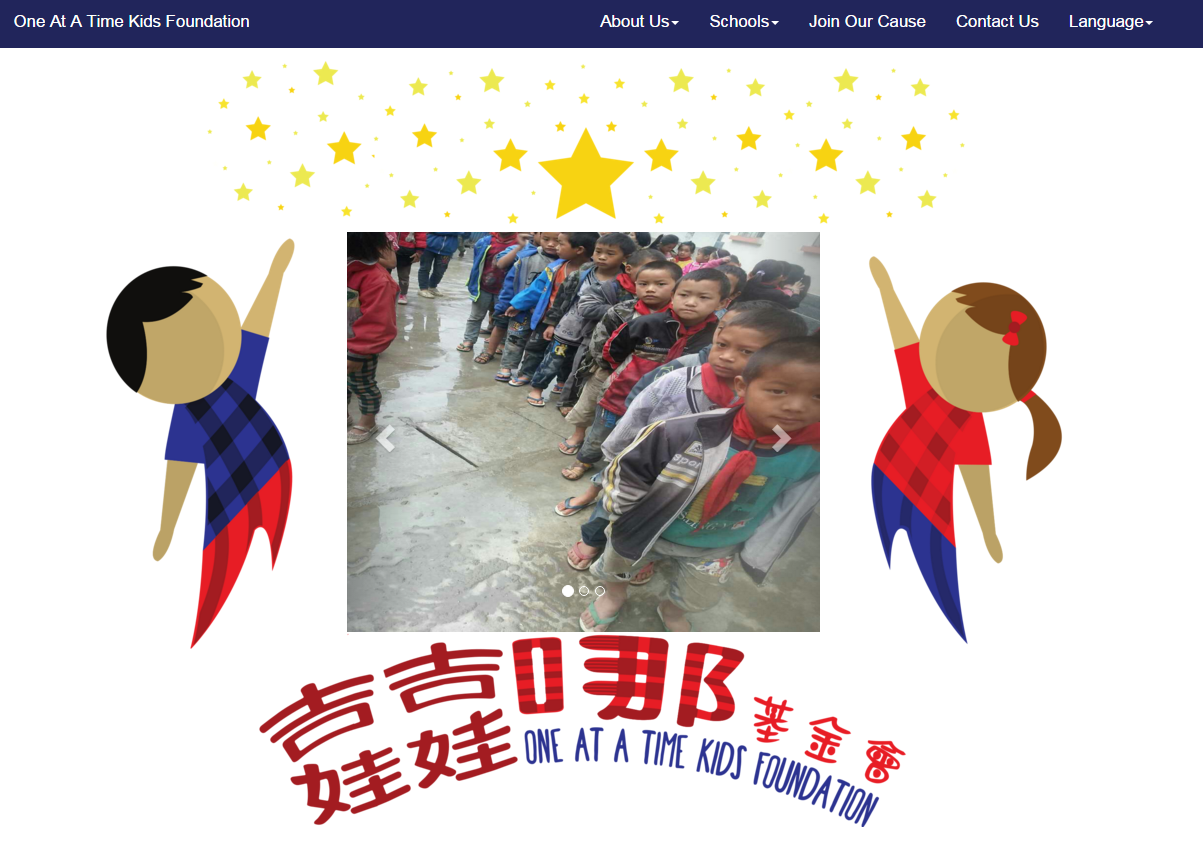 One At A Time Kids Foundation
About Us Schools Join Our Cause Contact Us Language
吉吉哪
娃娃
基金會
ONE AT A TIME KIDS FOUNDATION